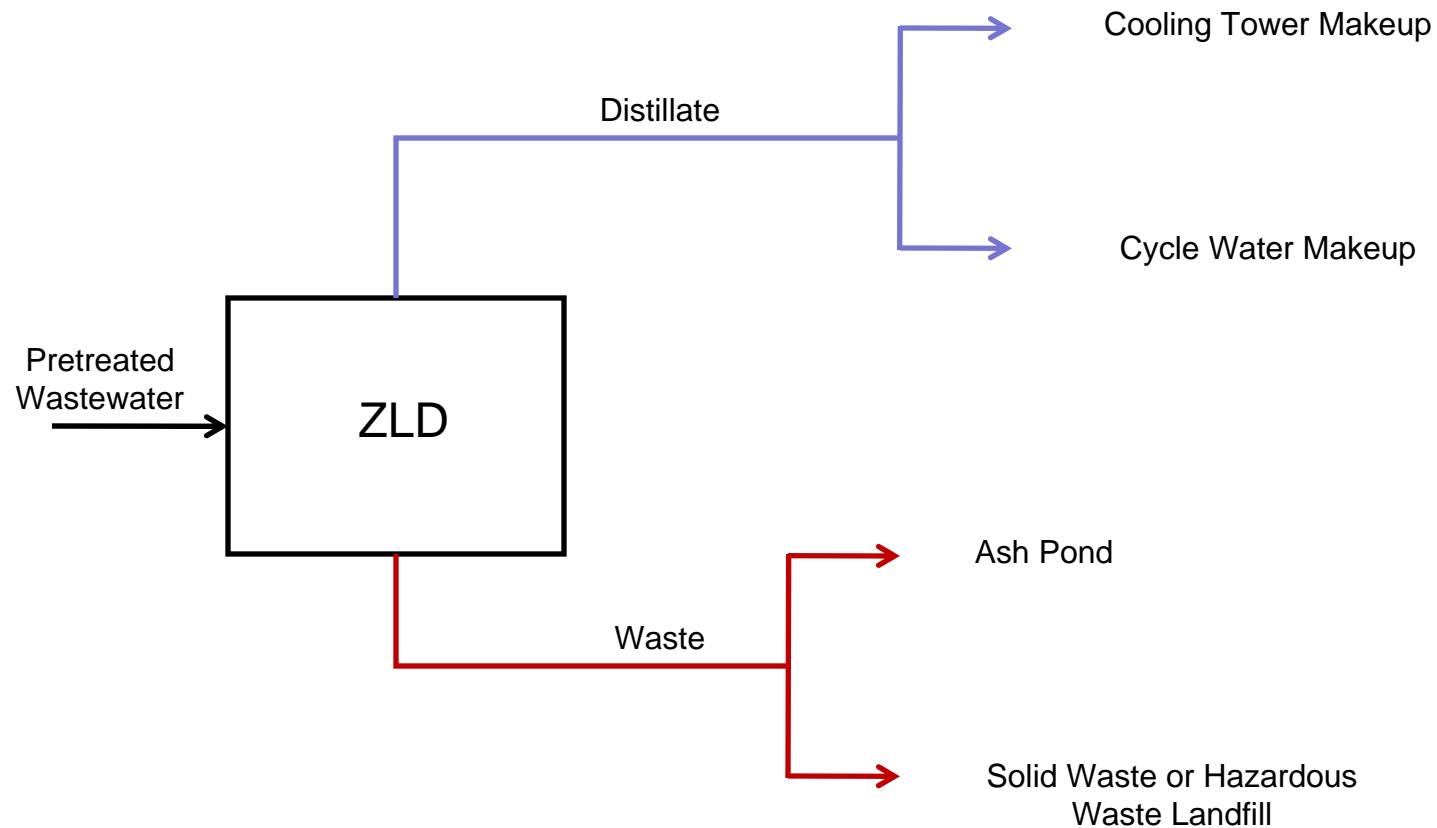 Cooling Tower Makeup
Distillate
Cycle Water Makeup
Pretreated
Wastewater
ZLD
Ash Pond
Waste
Solid Waste or Hazardous
Waste Landfill